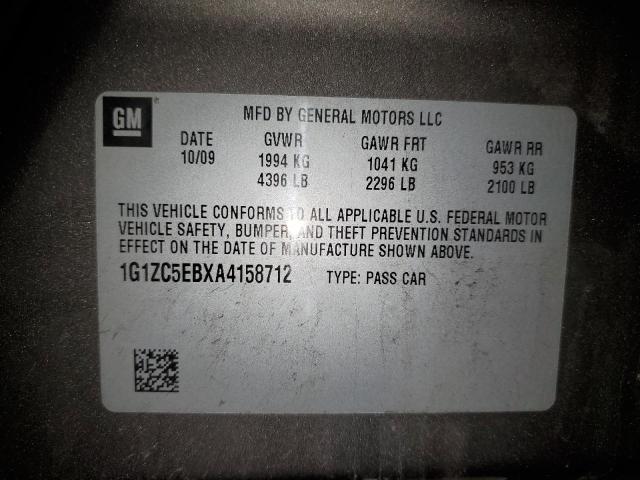 GM
MFD BY GENERAL MOTORS LLC
DATE GVWR GAWR FRT GAWR RR
10/09 1994 KG 1041 KG 953 KG
4396 LB 2296 LB 2100 LB
THIS VEHICLE CONFORMS TO ALL APPLICABLE U.S. FEDERAL MOTOR
VEHICLE SAFETY, BUMPER, AND THEFT PREVENTION STANDARDS IN
EFFECT ON THE DATE OF MANUFACTURE SHOWN ABOVE.
1G1ZC5EBXA4158712 TYPE: PASS CAR